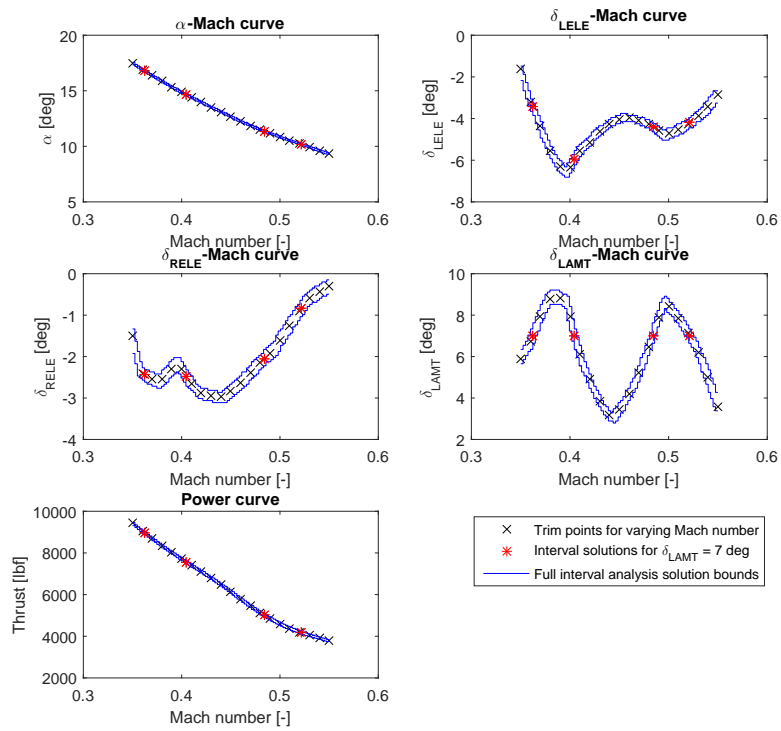 α-Mach curve
20
15
10
5
α [deg]
0.3 0.4 0.5 0.6
Mach number [-]
δLELE-Mach curve
0
-2
-4
-6
-8
δLELE [deg]
0.3 0.4 0.5 0.6
Mach number [-]
δRELE-Mach curve
0
-1
-2
-3
-4
δRELE [deg]
0.3 0.4 0.5 0.6
Mach number [-]
δLAMT-Mach curve
10
8
6
4
2
δLAMT [deg]
0.3 0.4 0.5 0.6
Mach number [-]
Power curve
10000
8000
6000
4000
2000
Thrust [lbf]
0.3 0.4 0.5 0.6
Mach number [-]
Trim points for varying Mach number
Interval solutions for δLAMT = 7 deg
Full interval analysis solution bounds